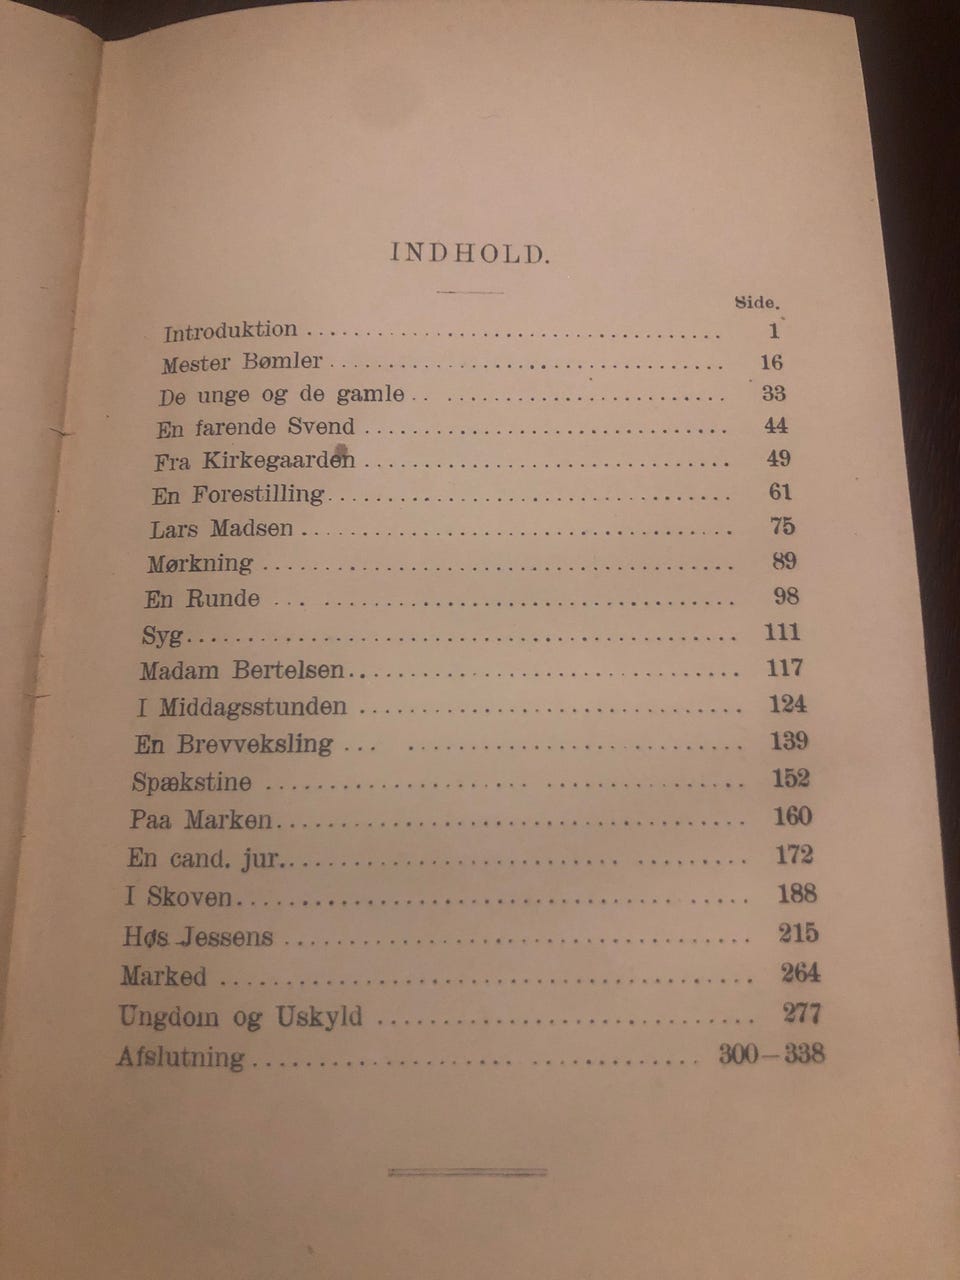 INDHOLD.
Side.
Introduktion ........................................ 1
Mester Bømler ........................................ 16
De unge og de gamle .. ............................ 33
En farende Svend ................................ 44
Fra Kirkegaarden ................................ 49
En Forestilling.................................. 61
Lars Madsen .................................... 75
Mørkning ........................................ 89
En Runde ... .................................. 98
Syg.............................................. 111
Madam Bertelsen.................................. 117
I Middagsstunden ................................ 124
En Brevveksling ... ............................ 139
Spækstine ...................................... 152
Paa Marken...................................... 160
En cand. jur................................ ......... 172
I Skoven.................................. ..... 188
Høs Jessens .................................... 215
Marked .......................................... 264
Ungdom og Uskyld .............................. 277
Afslutning.................... ............. 300–338